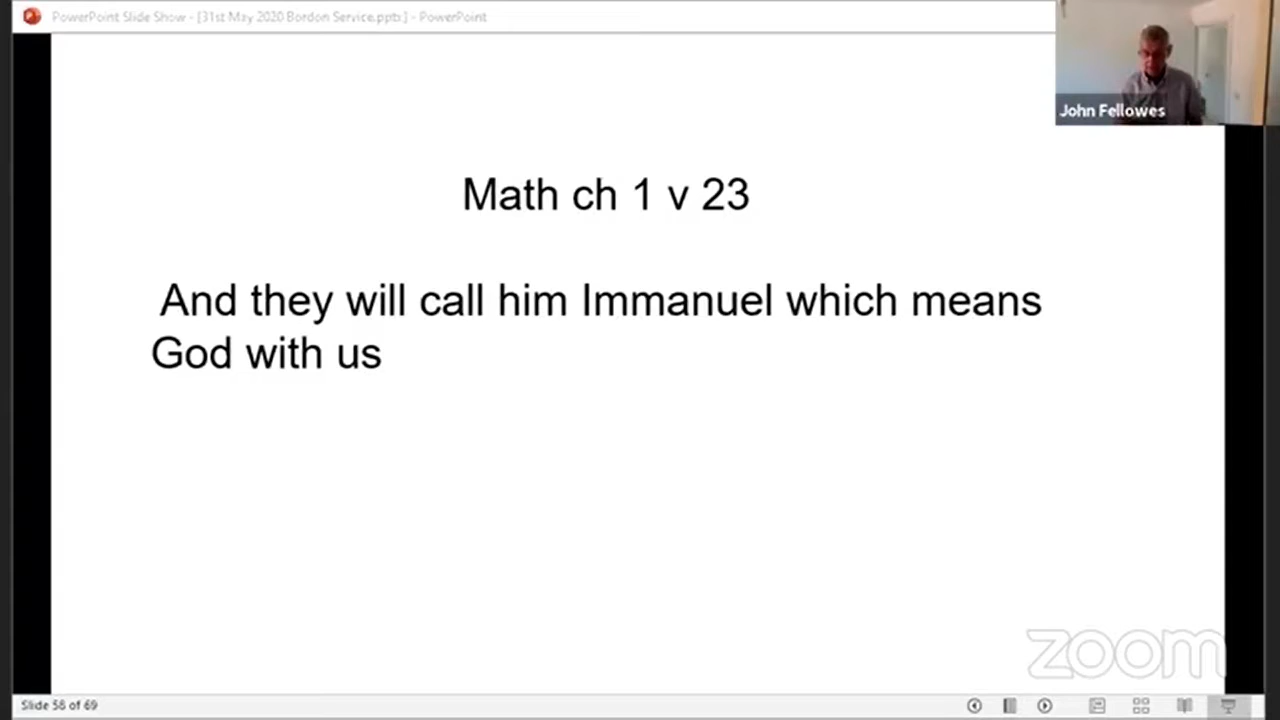 PowerPoint Slide Show - [31st May 2020 Bordon Service.pptx] - PowerPoint
John Fellowes
Math ch 1 v 23
And they will call him Immanuel which means
God with us
zoom
Slide 58 of 69